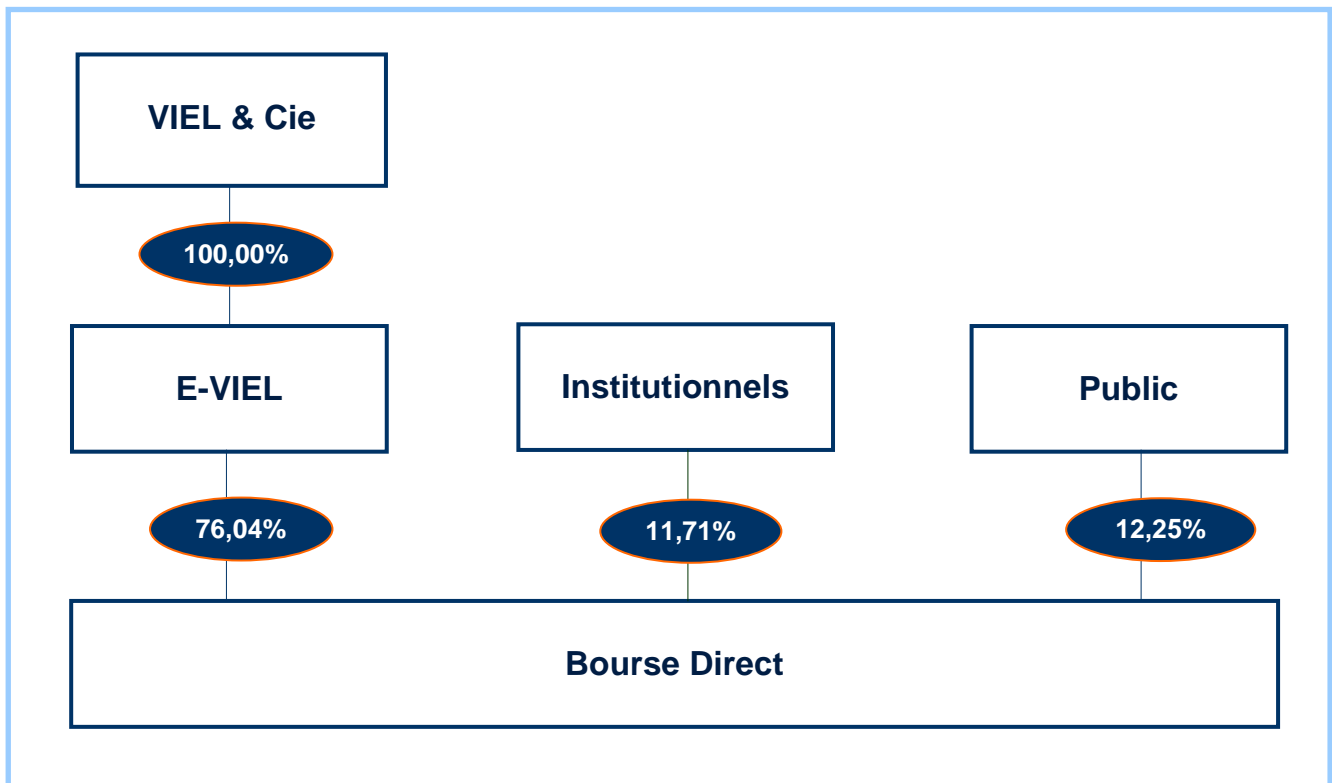 VIEL & Cie
100,00%
E-VIEL
Institutionnels
Public
76,04%
11,71%
12,25%
Bourse Direct